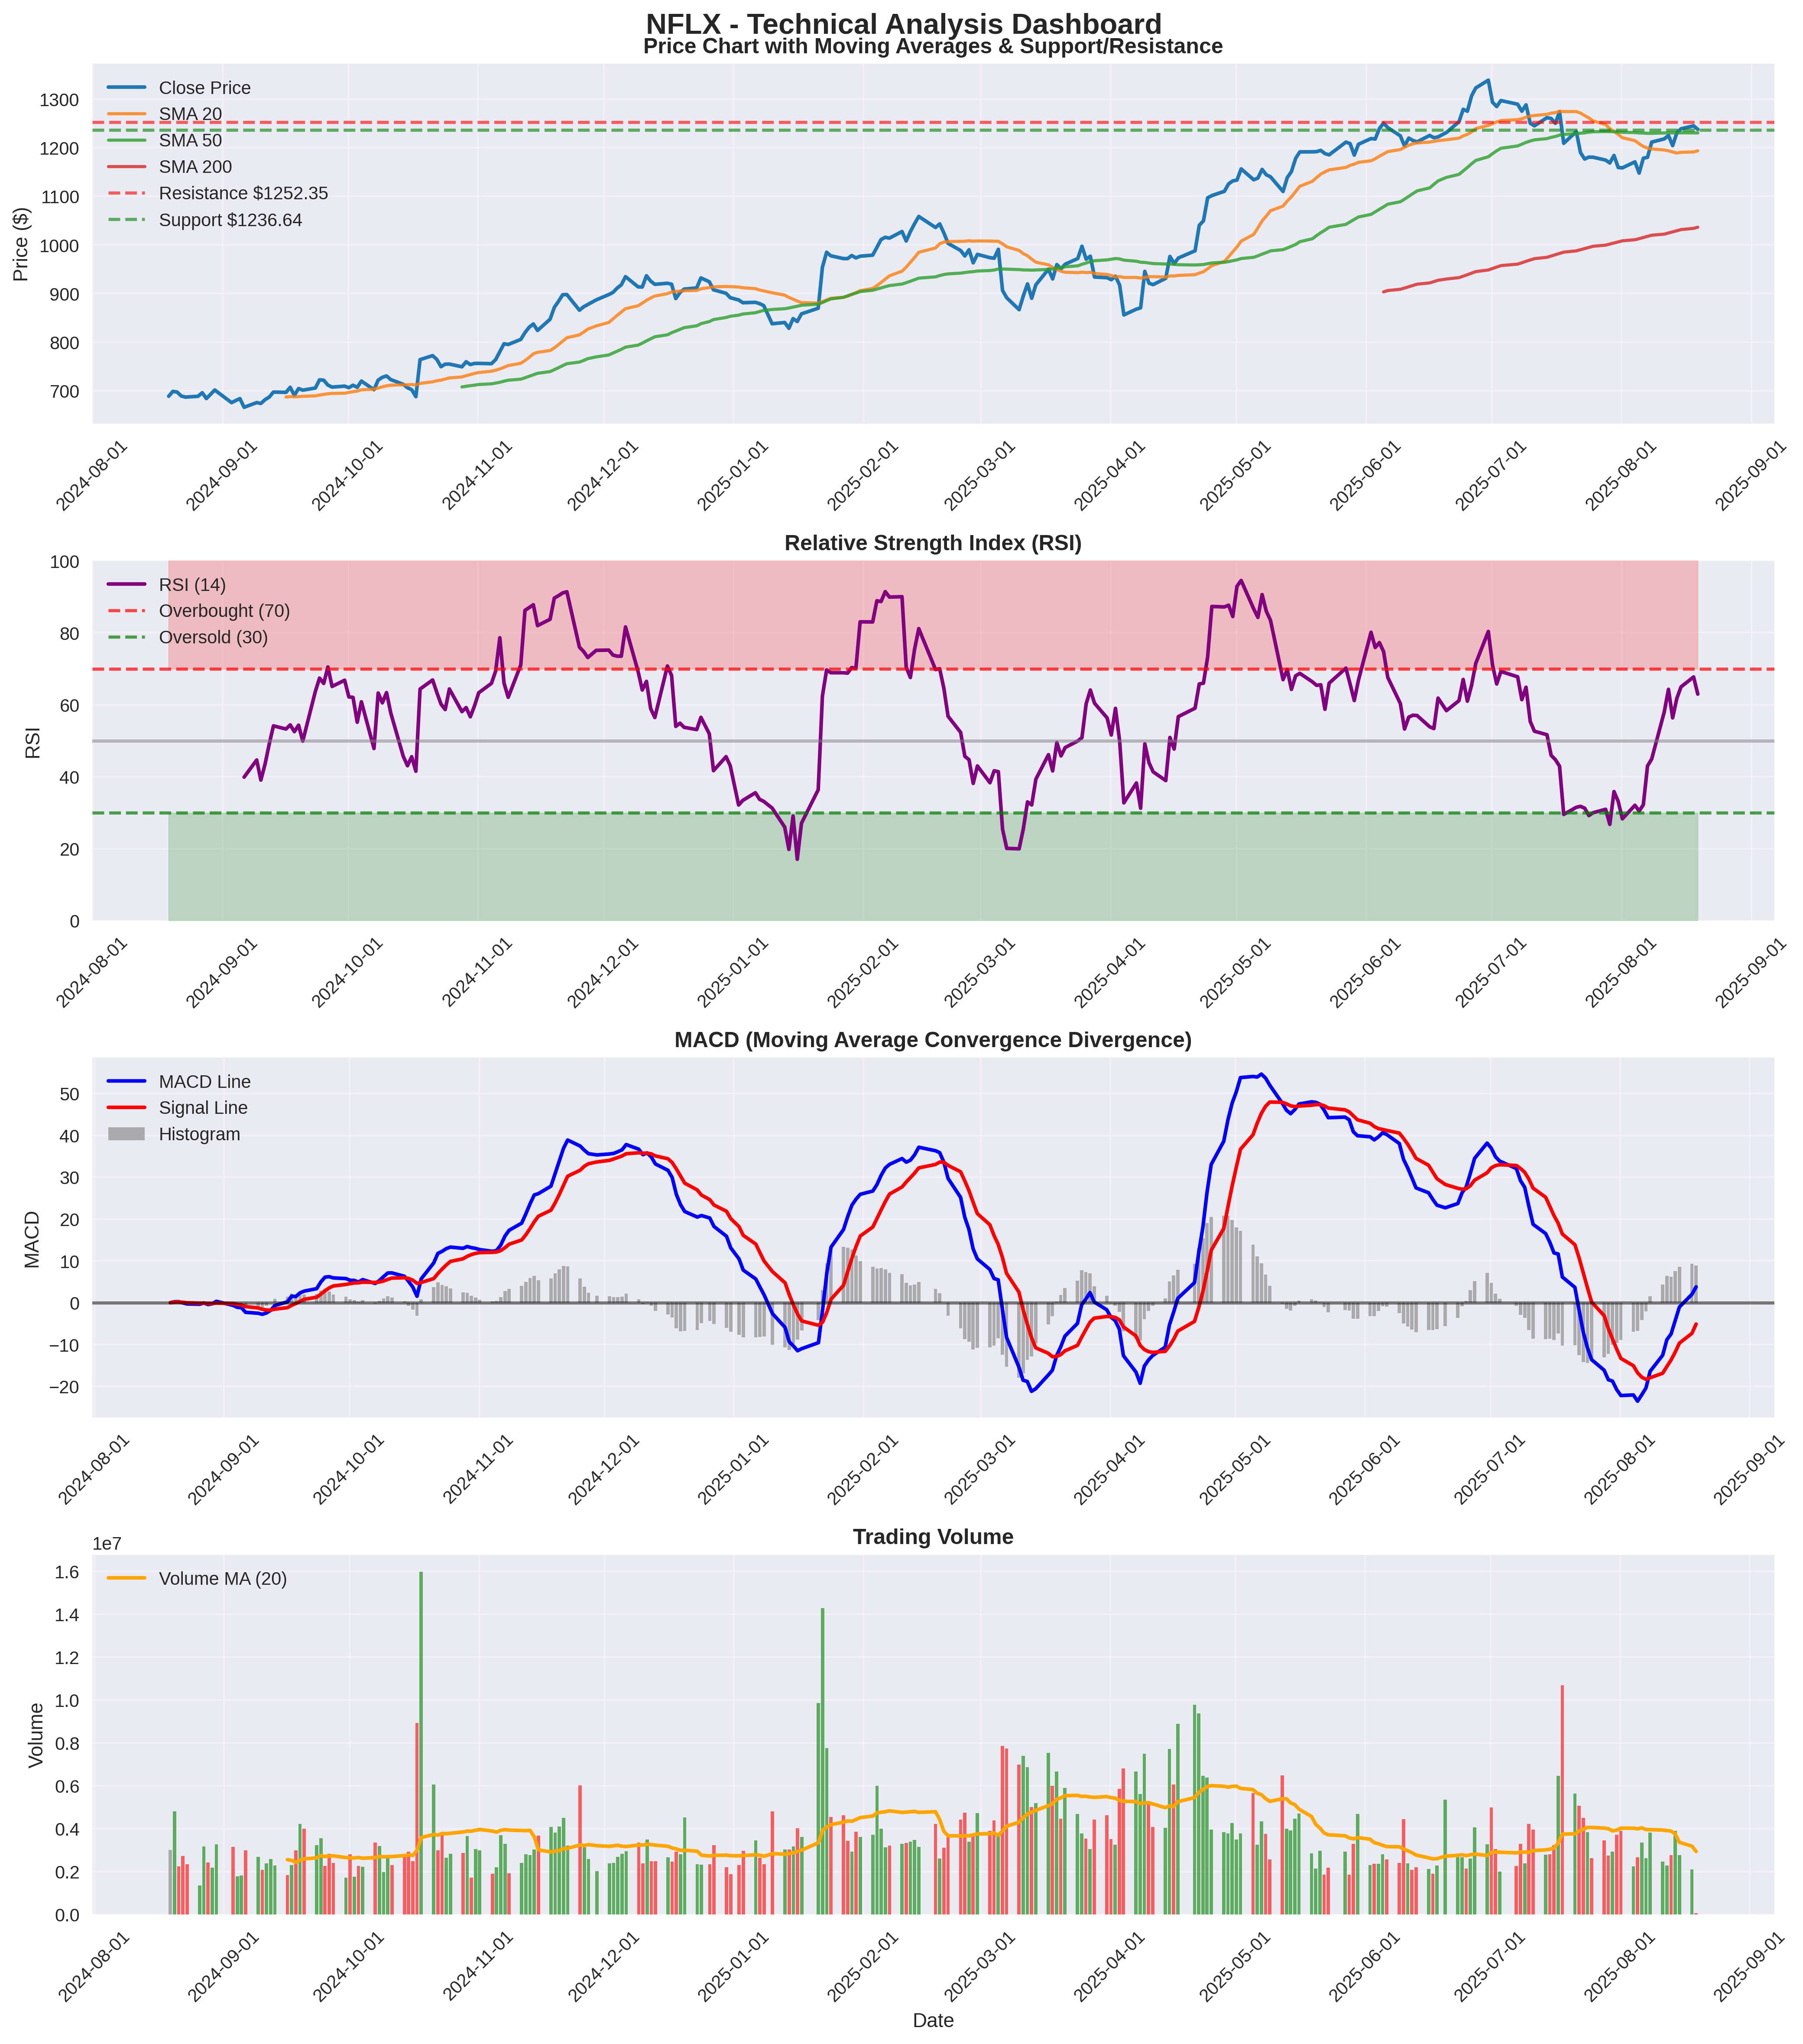 NFLX - Technical Analysis Dashboard
Price Chart with Moving Averages & Support/Resistance
Close Price
SMA 20
SMA 50
SMA 200
Resistance $1252.35
Support $1236.64
Price ($)
1300
1200
1100
1000
900
800
700
2024-08-01 2024-09-01 2024-10-01 2024-11-01 2024-12-01 2025-01-01 2025-02-01 2025-03-01 2025-04-01 2025-05-01 2025-06-01 2025-07-01 2025-08-01 2025-09-01
Relative Strength Index (RSI)
RSI (14)
Overbought (70)
Oversold (30)
RSI
100
80
60
40
20
0
2024-08-01 2024-09-01 2024-10-01 2024-11-01 2024-12-01 2025-01-01 2025-02-01 2025-03-01 2025-04-01 2025-05-01 2025-06-01 2025-07-01 2025-08-01 2025-09-01
MACD (Moving Average Convergence Divergence)
MACD Line
Signal Line
Histogram
MACD
50
40
30
20
10
0
−10
−20
2024-08-01 2024-09-01 2024-10-01 2024-11-01 2024-12-01 2025-01-01 2025-02-01 2025-03-01 2025-04-01 2025-05-01 2025-06-01 2025-07-01 2025-08-01 2025-09-01
Trading Volume
1e7
Volume MA (20)
Volume
1.6
1.4
1.2
1.0
0.8
0.6
0.4
0.2
0.0
2024-08-01 2024-09-01 2024-10-01 2024-11-01 2024-12-01 2025-01-01 2025-02-01 2025-03-01 2025-04-01 2025-05-01 2025-06-01 2025-07-01 2025-08-01 2025-09-01
Date